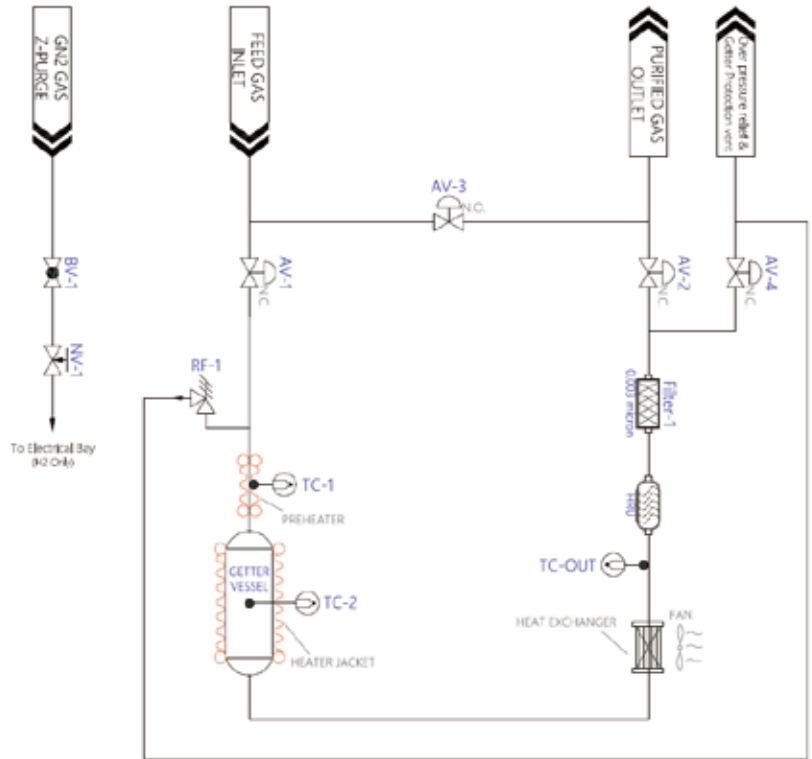 GN2 GAS
Z-PURGE
FEED GAS
INLET
PURIFIED GAS
OUTLET
Over pressure relief &
Getter Protection vent
AV-3
N.C.
BV-1
AV-1
N.C.
AV-2
N.C.
AV-4
N.C.
NV-1
RF-1
Filter-1
0.003 micron
To Electrical Bay
(H2 Only)
TC-1
PREHEATER
HRU
GETTER
VESSEL
TC-2
HEATER JACKET
TC-OUT
HEAT EXCHANGER
FAN